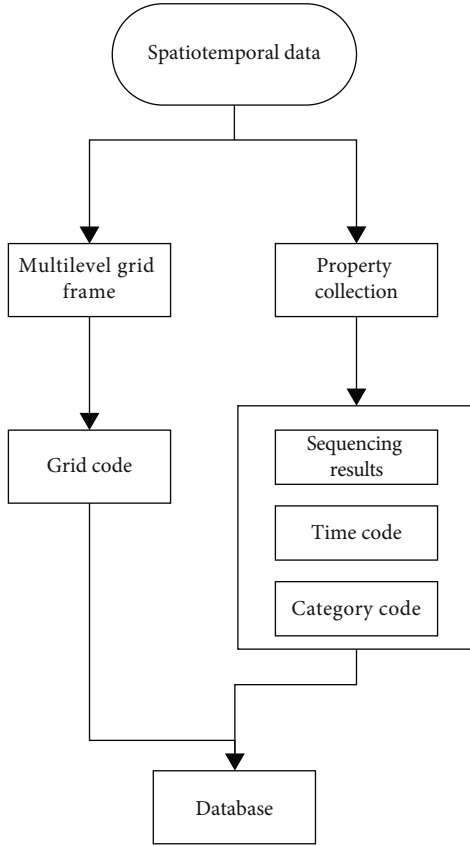 Spatiotemporal data
Multilevel grid
frame
Property
collection
Grid code
Sequencing
results
Time code
Category code
Database